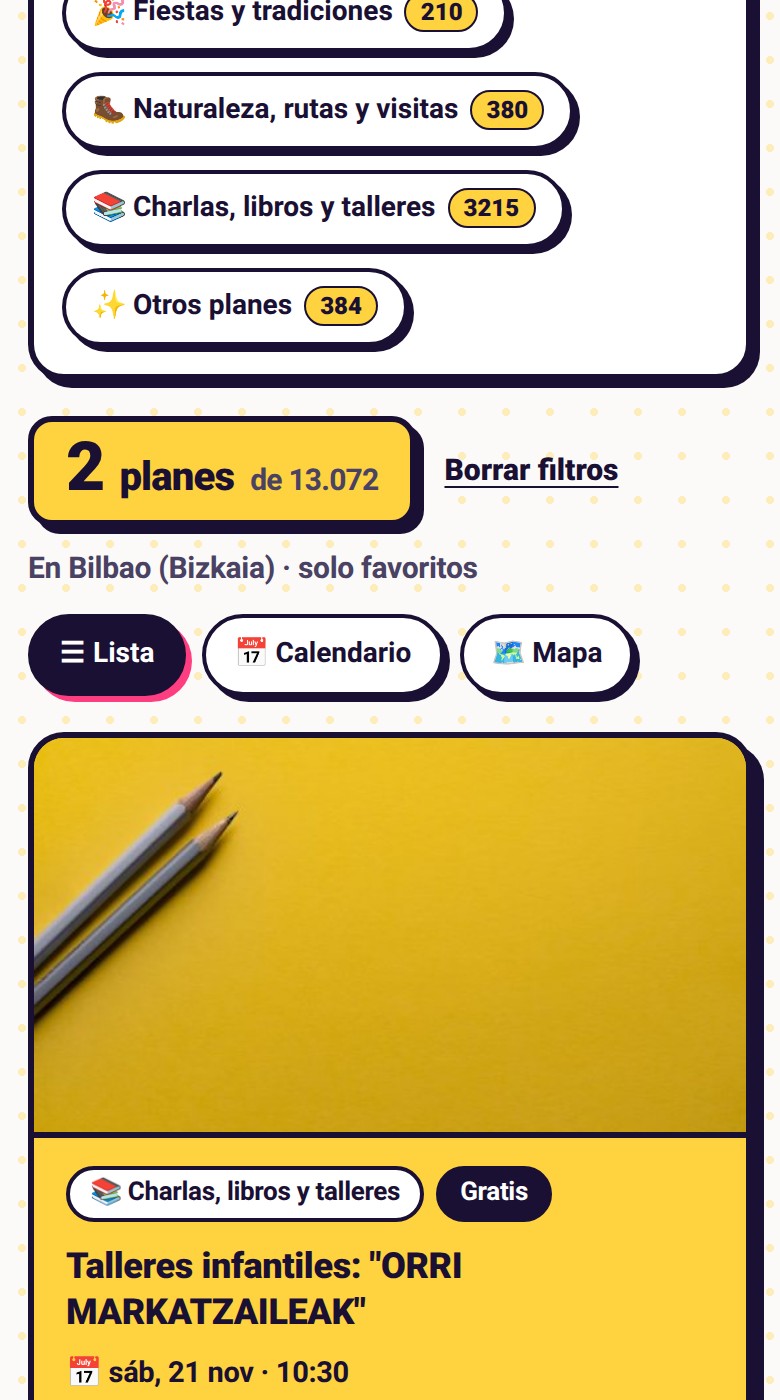 🎉 Fiestas y tradiciones 210
🥾 Naturaleza, rutas y visitas 380
📚 Charlas, libros y talleres 3215
✨ Otros planes 384
2 planes de 13.072 Borrar filtros
En Bilbao (Bizkaia) · solo favoritos
☰ Lista 📅 Calendario 🗺️ Mapa
📚 Charlas, libros y talleres Gratis
Talleres infantiles: "ORRI
MARKATZAILEAK"
📅 sáb, 21 nov · 10:30